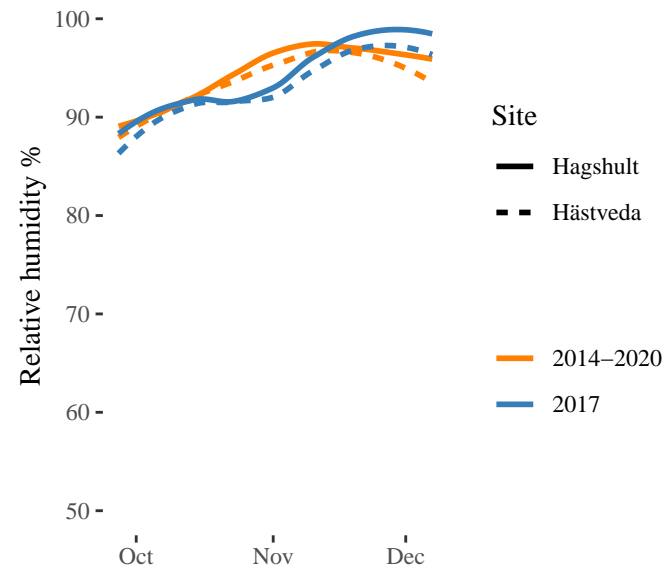 100
90
80
70
60
50
Relative humidity %
Oct Nov Dec
Site
Hagshult
Hästveda
2014–2020
2017